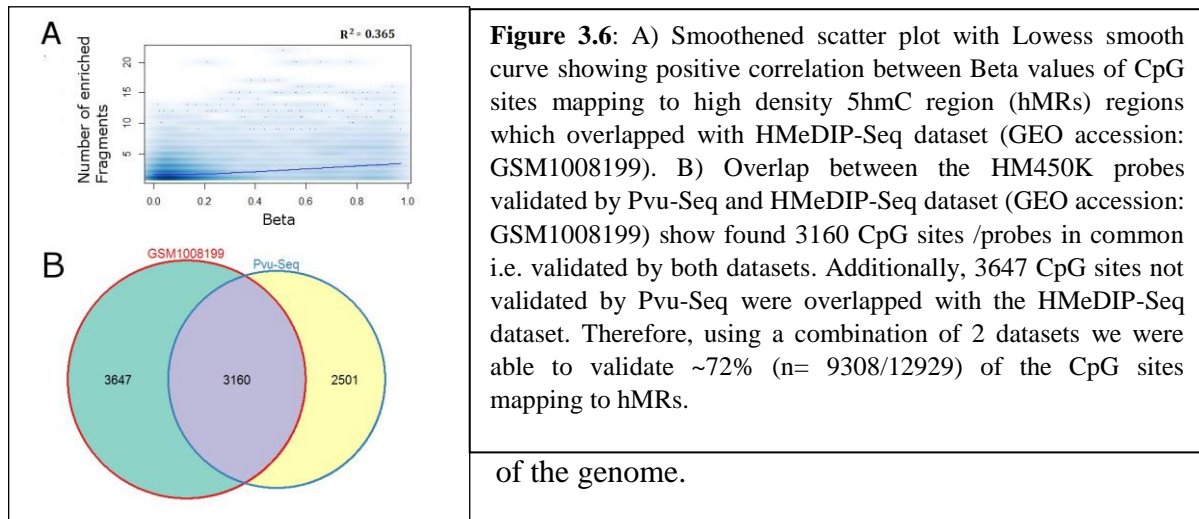 A
R² = 0.365
Number of enriched
Fragments
20
15
10
5
0.0 0.2 0.4 0.6 0.8 1.0
Beta
B
GSM1008199
Pvu-Seq
3647 3160 2501
Figure 3.6: A) Smoothened scatter plot with Lowess smooth
curve showing positive correlation between Beta values of CpG
sites mapping to high density 5hmC region (hMRs) regions
which overlapped with HMeDIP-Seq dataset (GEO accession:
GSM1008199). B) Overlap between the HM450K probes
validated by Pvu-Seq and HMeDIP-Seq dataset (GEO accession:
GSM1008199) show found 3160 CpG sites /probes in common
i.e. validated by both datasets. Additionally, 3647 CpG sites not
validated by Pvu-Seq were overlapped with the HMeDIP-Seq
dataset. Therefore, using a combination of 2 datasets we were
able to validate ~72% (n= 9308/12929) of the CpG sites
mapping to hMRs.
of the genome.